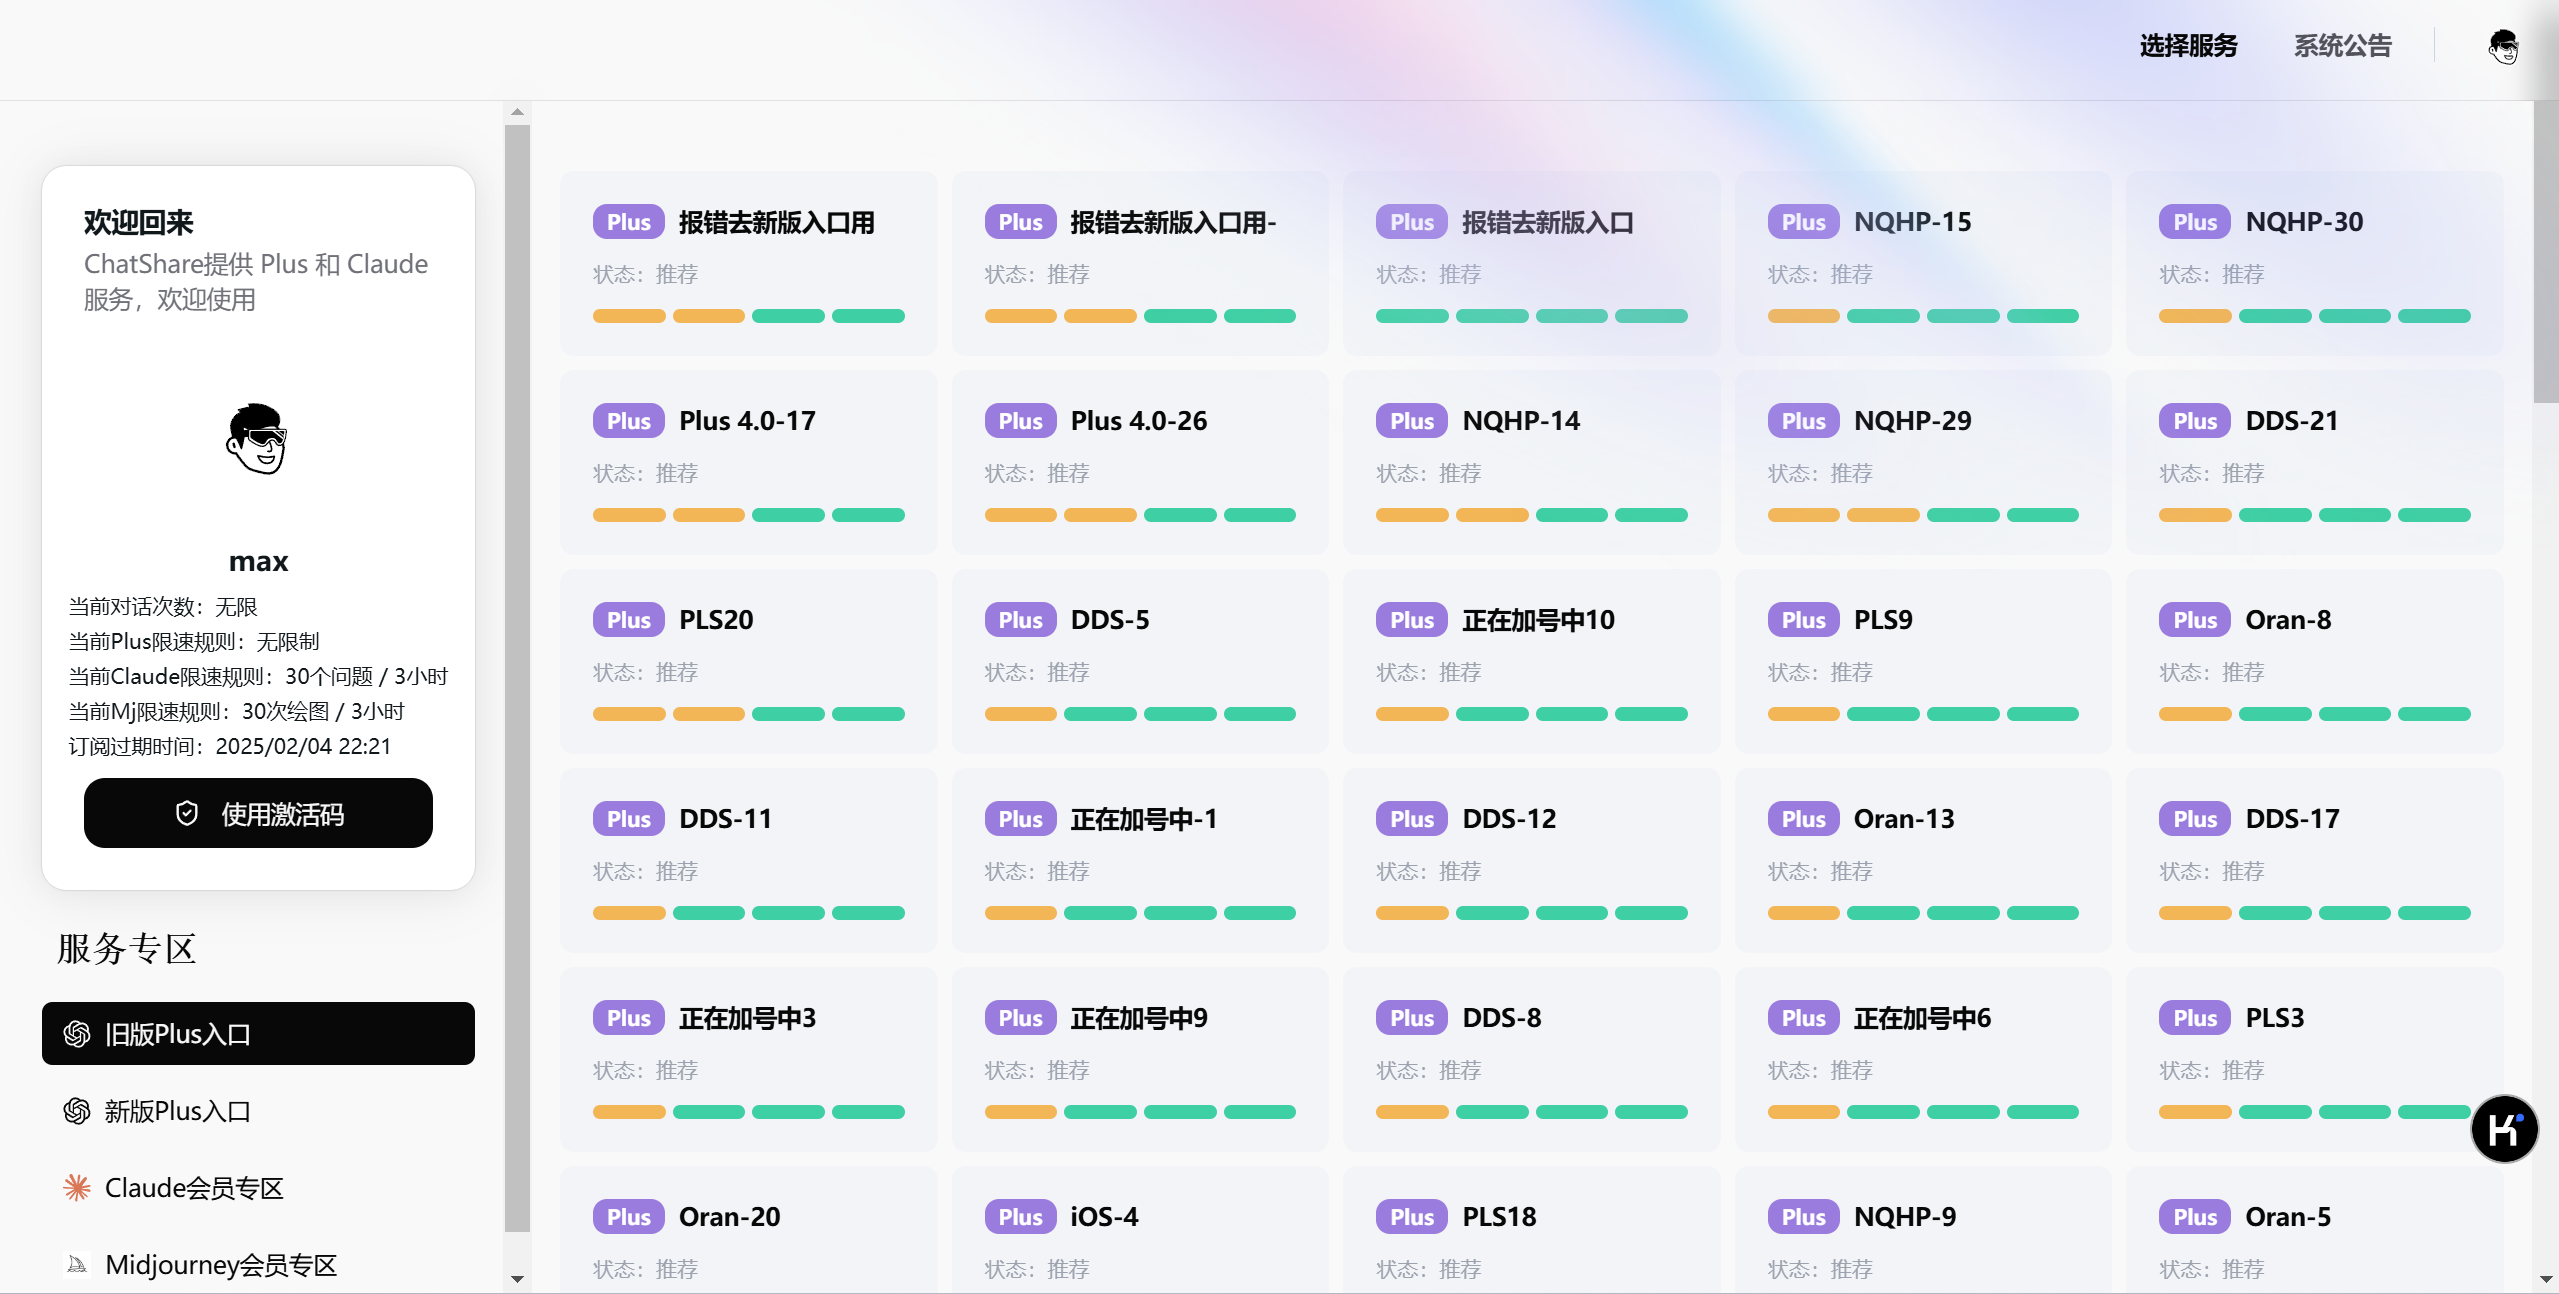 选择服务
系统公告
欢迎回来
ChatShare提供 Plus 和 Claude
服务，欢迎使用
max
当前对话次数：无限
当前Plus限速规则：无限制
当前Claude限速规则：30个问题 / 3小时
当前Mj限速规则：30次绘图 / 3小时
订阅过期时间：2025/02/04 22:21
使用激活码
服务专区
旧版Plus入口
新版Plus入口
Claude会员专区
Midjourney会员专区
Plus 报错去新版入口用
状态：推荐
Plus 报错去新版入口用-
状态：推荐
Plus 报错去新版入口
状态：推荐
Plus NQHP-15
状态：推荐
Plus NQHP-30
状态：推荐
Plus Plus 4.0-17
状态：推荐
Plus Plus 4.0-26
状态：推荐
Plus NQHP-14
状态：推荐
Plus NQHP-29
状态：推荐
Plus DDS-21
状态：推荐
Plus PLS20
状态：推荐
Plus DDS-5
状态：推荐
Plus 正在加号中10
状态：推荐
Plus PLS9
状态：推荐
Plus Oran-8
状态：推荐
Plus DDS-11
状态：推荐
Plus 正在加号中-1
状态：推荐
Plus DDS-12
状态：推荐
Plus Oran-13
状态：推荐
Plus DDS-17
状态：推荐
Plus 正在加号中3
状态：推荐
Plus 正在加号中9
状态：推荐
Plus DDS-8
状态：推荐
Plus 正在加号中6
状态：推荐
Plus PLS3
状态：推荐
Plus Oran-20
状态：推荐
Plus iOS-4
状态：推荐
Plus PLS18
状态：推荐
Plus NQHP-9
状态：推荐
Plus Oran-5
状态：推荐
K